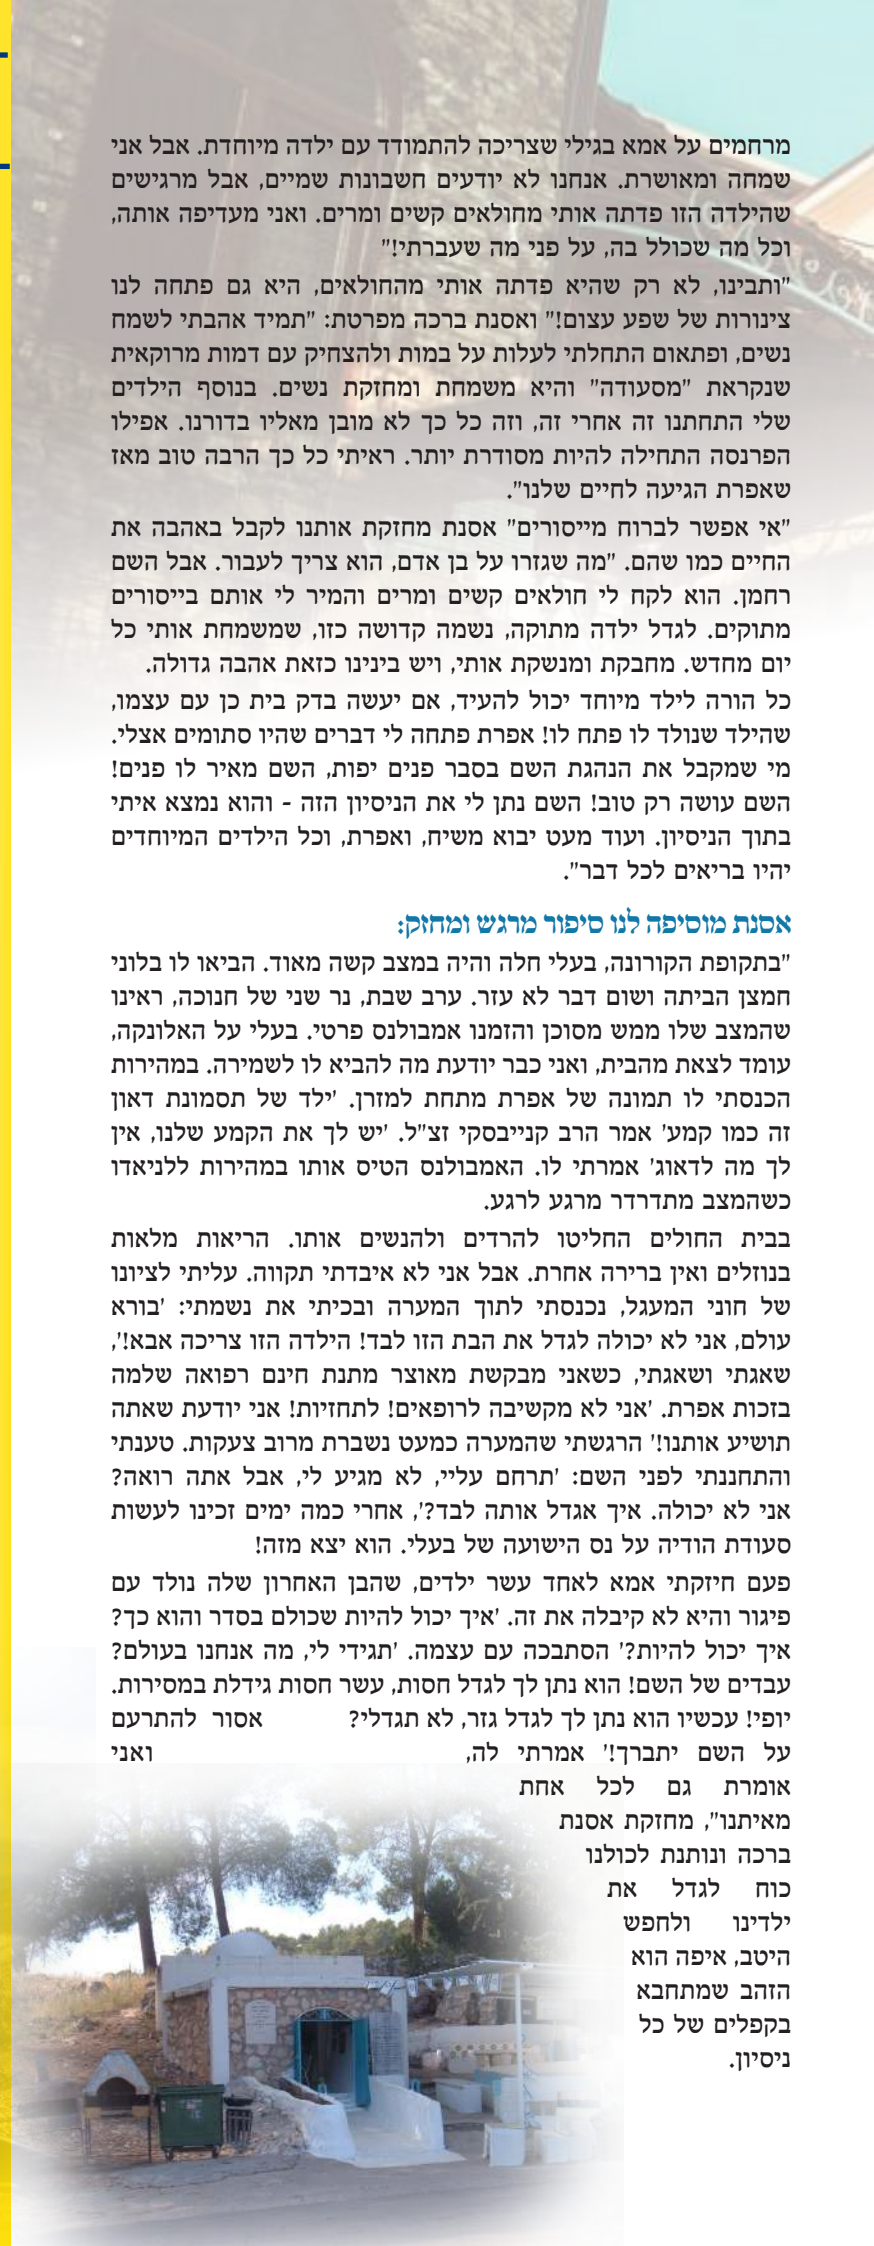 מרחמים על אמא בגילי שצריכה להתמודד עם ילדה מיוחדת. אבל אני
שמחה ומאושרת. אנחנו לא יודעים חשבונות שמיים, אבל מרגישים
שהילדה הזו פדתה אותי מחולאים קשים ומרים. ואני מעדיפה אותה,
וכל מה שכולל בה, על פני מה שעברתי!"
"ותבינו, לא רק שהיא פדתה אותי מהחולאים, היא גם פתחה לנו
צינורות של שפע עצום!" ואסנת ברכה מפרטת: "תמיד אהבתי לשמח
נשים, ופתאום התחלתי לעלות על במות ולהצחיק עם דמות מרוקאית
שנקראת "מסעודה" והיא משמחת ומחזקת נשים. בנוסף הילדים
שלי התחתנו זה אחרי זה, וזה כל כך לא מובן מאליו בדורנו. אפילו
הפרנסה התחילה להיות מסודרת יותר. ראיתי כל כך הרבה טוב מאז
שאפרת הגיעה לחיים שלנו".
"אי אפשר לברוח מייסורים" אסנת מחזקת אותנו לקבל באהבה את
החיים כמו שהם. "מה שגזרו על בן אדם, הוא צריך לעבור. אבל השם
רחמן. הוא לקח לי חולאים קשים ומרים והמיר לי אותם בייסורים
מתוקים. לגדל ילדה מתוקה, נשמה קדושה כזו, שמשמחת אותי כל
יום מחדש. מחבקת ומנשקת אותי, ויש בינינו כזאת אהבה גדולה.
כל הורה לילד מיוחד יכול להעיד, אם יעשה בדק בית כן עם עצמו,
שהילד שנולד לו פתח לו! אפרת פתחה לי דברים שהיו סתומים אצלי.
מי שמקבל את הנהגת השם בסבר פנים יפות, השם מאיר לו פנים!
השם עושה רק טוב! השם נתן לי את הניסיון הזה - והוא נמצא איתי
בתוך הניסיון. ועוד מעט יבוא משיח, ואפרת, וכל הילדים המיוחדים
יהיו בריאים לכל דבר".
אסנת מוסיפה לנו סיפור מרגש ומחזק:
"בתקופת הקורונה, בעלי חלה והיה במצב קשה מאוד. הביאו לו בלוני
חמצן הביתה ושום דבר לא עזר. ערב שבת, נר שני של חנוכה, ראינו
שהמצב שלו ממש מסוכן והזמנו אמבולנס פרטי. בעלי על האלונקה,
עומד לצאת מהבית, ואני כבר יודעת מה להביא לו לשמירה. במהירות
הכנסתי לו תמונה של אפרת מתחת למזרן. 'ילד של תסמונת דאון
זה כמו קמע' אמר הרב קנייבסקי זצ"ל. 'יש לך את הקמע שלנו, אין
לך מה לדאוג' אמרתי לו. האמבולנס הטיס אותו במהירות ללניאדו
כשהמצב מתדרדר מרגע לרגע.
בבית החולים החליטו להרדים ולהנשים אותו. הריאות מלאות
בנוזלים ואין ברירה אחרת. אבל אני לא איבדתי תקווה. עליתי לציונו
של חוני המעגל, נכנסתי לתוך המערה ובכיתי את נשמתי: 'בורא
עולם, אני לא יכולה לגדל את הבת הזו לבד! הילדה הזו צריכה אבא!',
שאגתי ושאגתי, כשאני מבקשת מאוצר מתנת חינם רפואה שלמה
בזכות אפרת. 'אני לא מקשיבה לרופאים! לתחזיות! אני יודעת שאתה
תושיע אותנו!' הרגשתי שהמערה כמעט נשברת מרוב צעקות. טענתי
והתחננתי לפני השם: 'תרחם עליי, לא מגיע לי, אבל אתה רואה?
אני לא יכולה. איך אגדל אותה לבד?', אחרי כמה ימים זכינו לעשות
סעודת הודיה על נס הישועה של בעלי. הוא יצא מזה!
פעם חיזקתי אמא לאחד עשר ילדים, שהבן האחרון שלה נולד עם
פיגור והיא לא קיבלה את זה. 'איך יכול להיות שכולם בסדר והוא כך?
איך יכול להיות?' הסתבכה עם עצמה. 'תגידי לי, מה אנחנו בעולם?
עבדים של השם! הוא נתן לך לגדל חסות, עשר חסות גידלת במסירות.
יופי! עכשיו הוא נתן לך לגדל גזר, לא תגדלי? אסור להתרעם
על השם יתברך!' אמרתי לה, ואני
אומרת גם לכל אחת
מאיתנו", מחזקת אסנת
ברכה ונותנת לכולנו
כוח לגדל את
ילדינו ולחפש
היטב, איפה הוא
הזהב שמתחבא
בקפלים של כל
ניסיון.